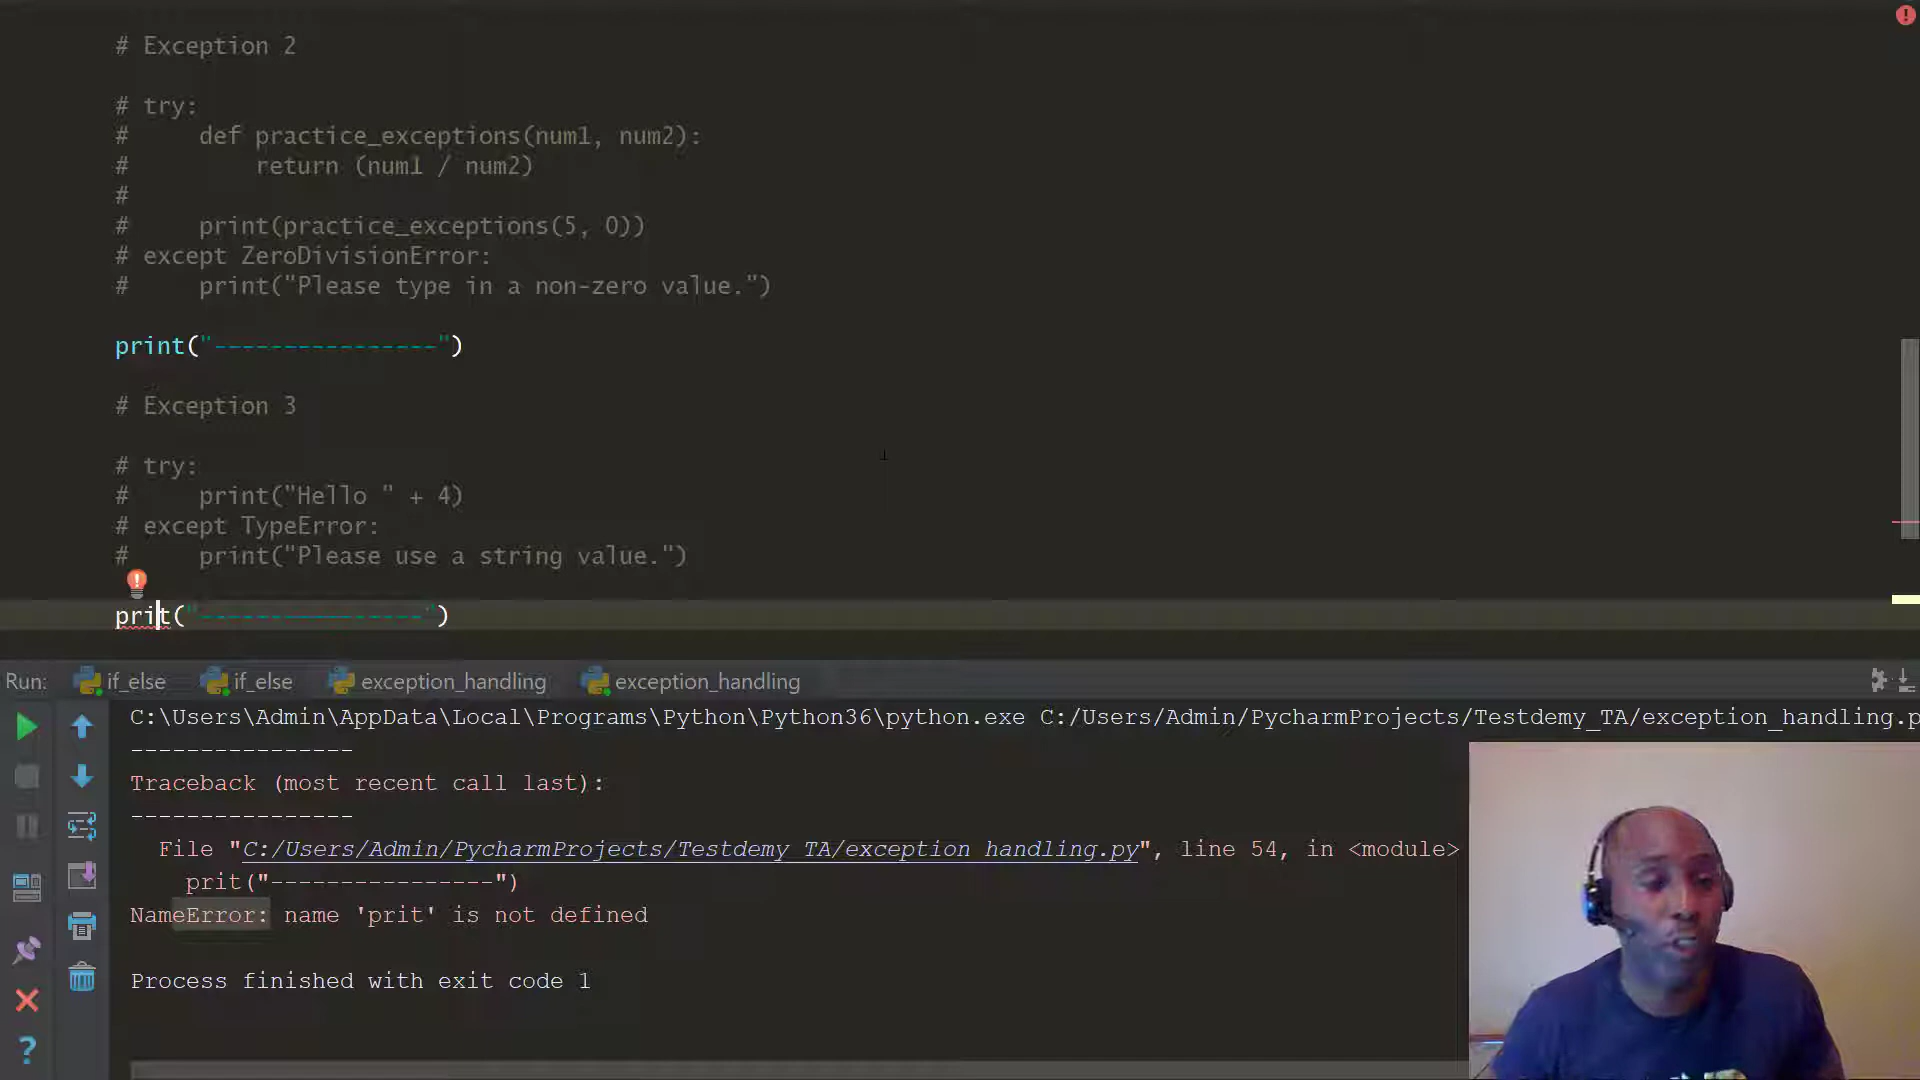 # Exception 2
# try:
#     def practice_exceptions(num1, num2):
#         return (num1 / num2)
#
#     print(practice_exceptions(5, 0))
# except ZeroDivisionError:
#     print("Please type in a non-zero value.")
print("----------------")
# Exception 3
# try:
#     print("Hello " + 4)
# except TypeError:
#     print("Please use a string value.")
prit("----------------")
Run: if_else if_else exception_handling exception_handling
C:\Users\Admin\AppData\Local\Programs\Python\Python36\python.exe C:/Users/Admin/PycharmProjects/Testdemy_TA/exception_handling.p
----------------
Traceback (most recent call last):
----------------
  File "C:/Users/Admin/PycharmProjects/Testdemy_TA/exception_handling.py", line 54, in <module>
    prit("----------------")
NameError: name 'prit' is not defined
Process finished with exit code 1